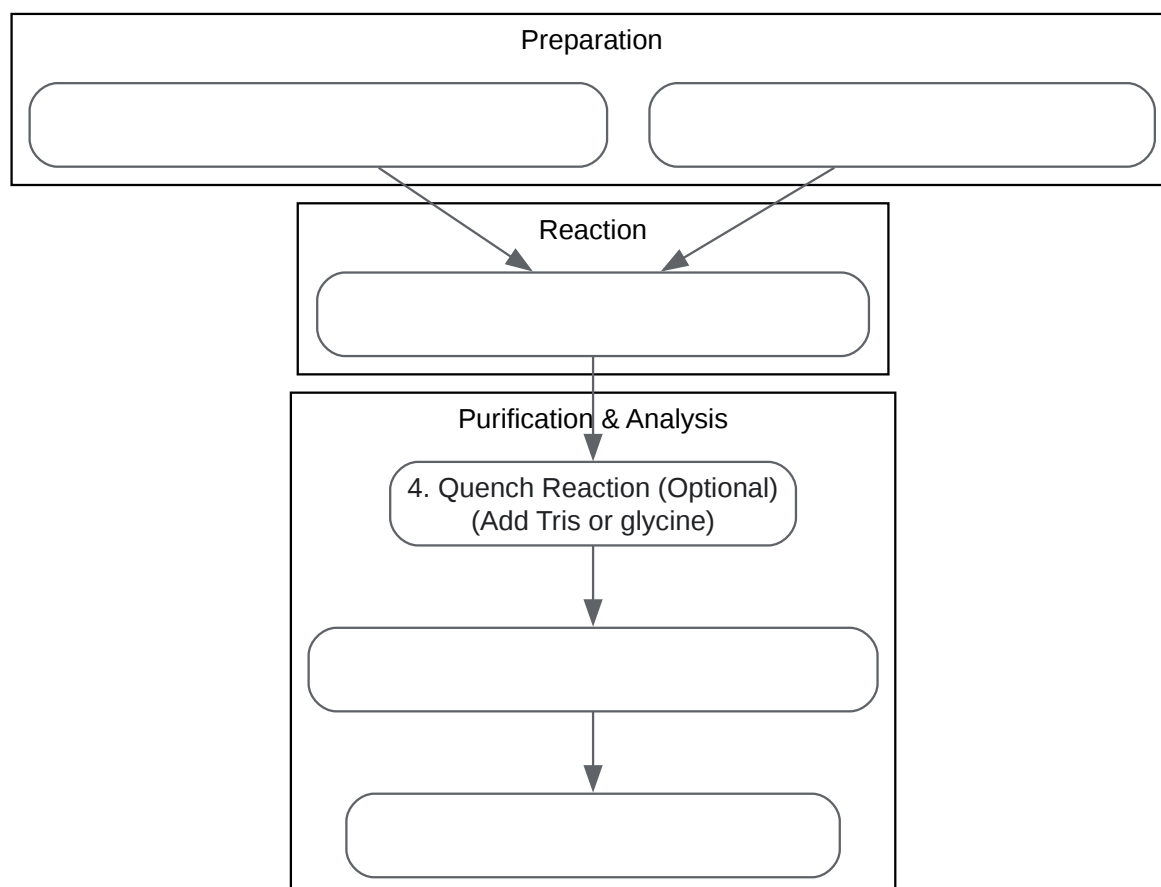 Preparation
Reaction
Purification & Analysis
4. Quench Reaction (Optional)
(Add Tris or glycine)